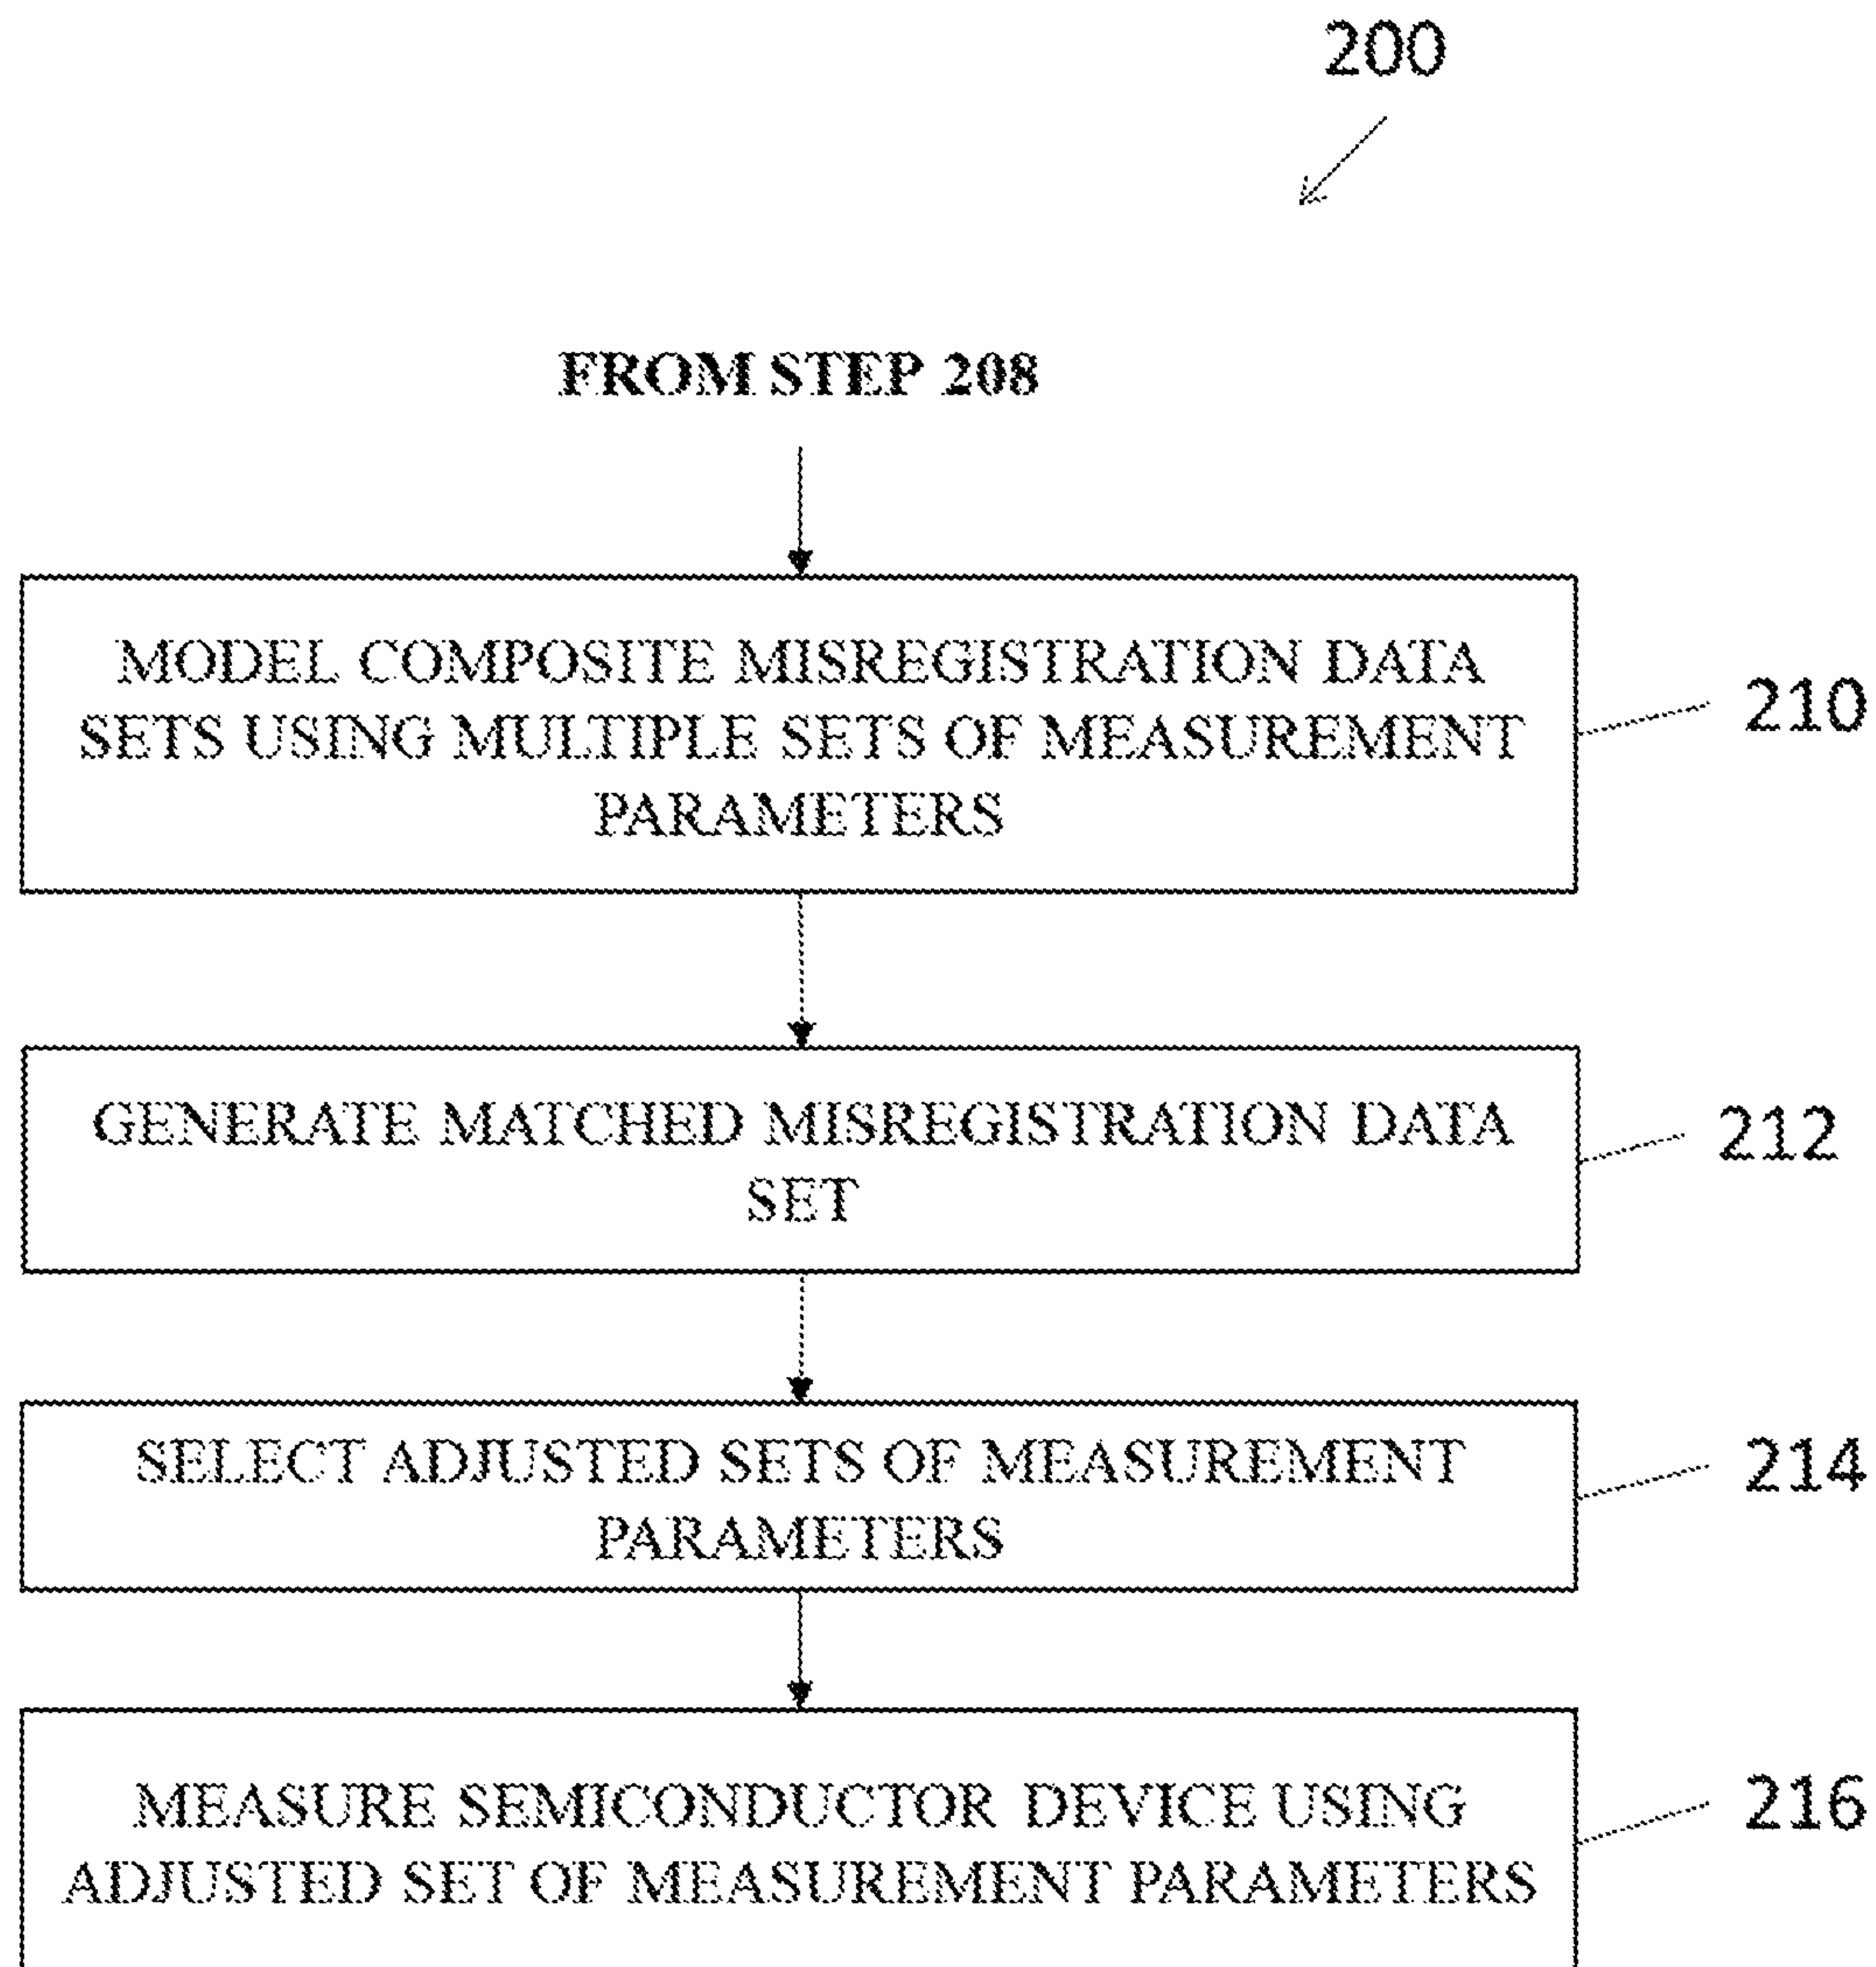 200
FROM STEP 208
MODEL COMPOSITE MISREGISTRATION DATA
SETS USING MULTIPLE SETS OF MEASUREMENT
PARAMETERS
210
GENERATE MATCHED MISREGISTRATION DATA
SET
212
SELECT ADJUSTED SETS OF MEASUREMENT
PARAMETERS
214
MEASURE SEMICONDUCTOR DEVICE USING
ADJUSTED SET OF MEASUREMENT PARAMETERS
216